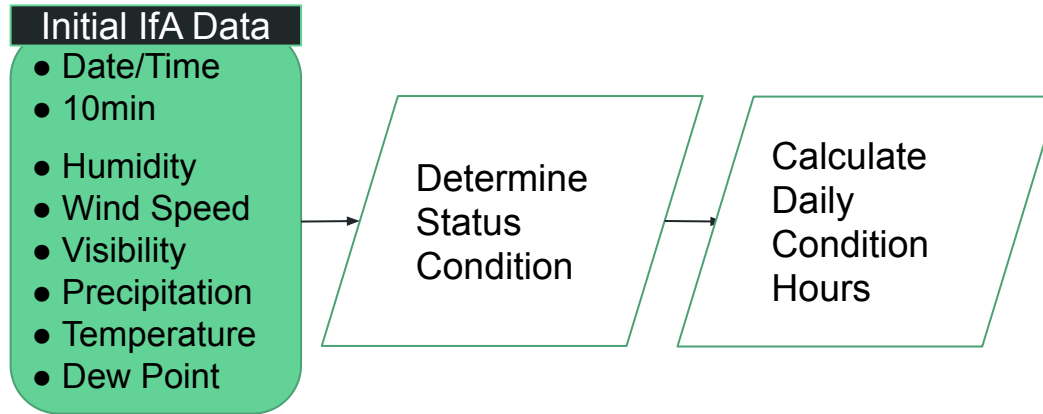 Initial IfA Data
● Date/Time
● 10min
● Humidity
● Wind Speed
● Visibility
● Precipitation
● Temperature
● Dew Point
Determine
Status
Condition
Calculate
Daily
Condition
Hours